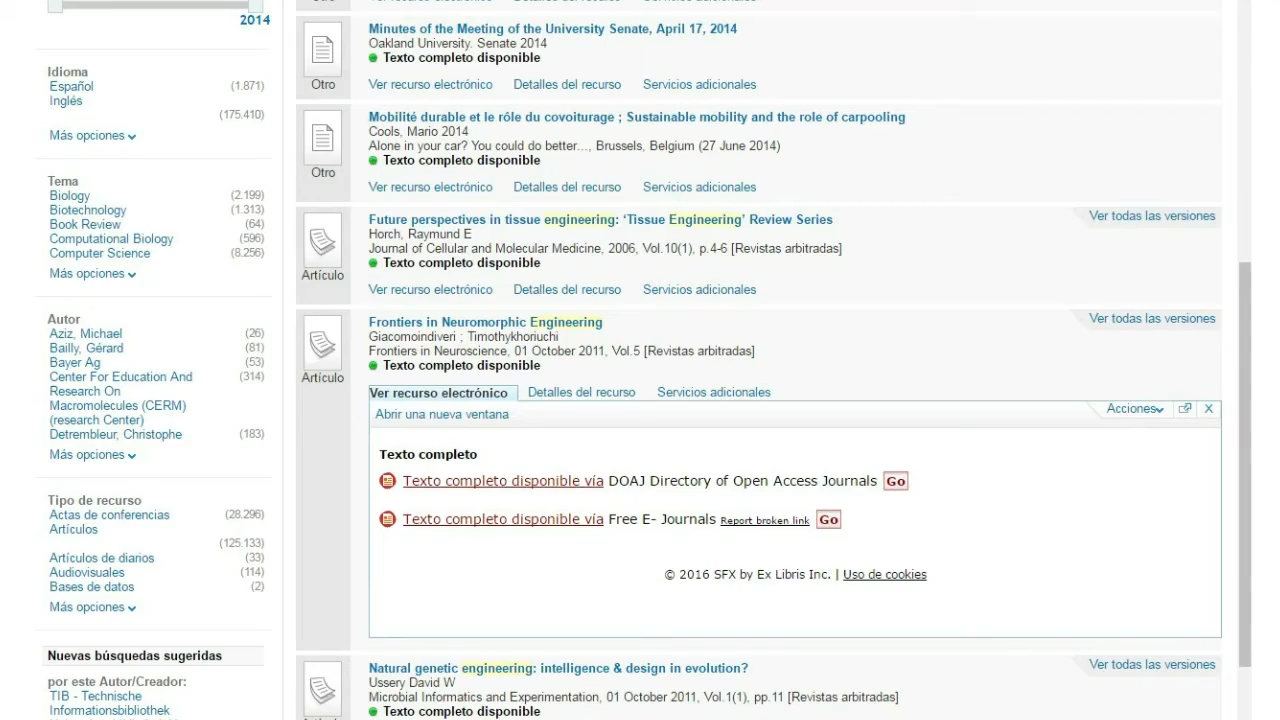 2014
Idioma
Español (1.871)
Inglés
(175.410)
Más opciones
Tema
Biology (2.199)
Biotechnology (1.313)
Book Review (64)
Computational Biology (596)
Computer Science (8.256)
Más opciones
Autor
Aziz, Michael (26)
Bailly, Gérard (81)
Bayer Ag (53)
Center For Education And (314)
Research On
Macromolecules (CERM)
(research Center)
Detrembleur, Christophe (183)
Más opciones
Tipo de recurso
Actas de conferencias (28.296)
Artículos
(125.133)
Artículos de diarios (33)
Audiovisuales (114)
Bases de datos (2)
Más opciones
Nuevas búsquedas sugeridas
por este Autor/Creador:
TIB - Technische
Informationsbibliothek
Minutes of the Meeting of the University Senate, April 17, 2014
Oakland University. Senate 2014
Texto completo disponible
Otro
Ver recurso electrónico Detalles del recurso Servicios adicionales
Mobilité durable et le rôle du covoiturage ; Sustainable mobility and the role of carpooling
Cools, Mario 2014
Alone in your car? You could do better..., Brussels, Belgium (27 June 2014)
Texto completo disponible
Otro
Ver recurso electrónico Detalles del recurso Servicios adicionales
Future perspectives in tissue engineering: ‘Tissue Engineering’ Review Series
Ver todas las versiones
Horch, Raymund E
Journal of Cellular and Molecular Medicine, 2006, Vol.10(1), p.4-6 [Revistas arbitradas]
Texto completo disponible
Artículo
Ver recurso electrónico Detalles del recurso Servicios adicionales
Frontiers in Neuromorphic Engineering
Ver todas las versiones
Giacomoindiveri ; Timothykhoriuchi
Frontiers in Neuroscience, 01 October 2011, Vol.5 [Revistas arbitradas]
Texto completo disponible
Artículo
Ver recurso electrónico Detalles del recurso Servicios adicionales
Abrir una nueva ventana Acciones X
Texto completo
Texto completo disponible vía DOAJ Directory of Open Access Journals Go
Texto completo disponible vía Free E- Journals Report broken link Go
© 2016 SFX by Ex Libris Inc. | Uso de cookies
Natural genetic engineering: intelligence & design in evolution?
Ver todas las versiones
Ussery David W
Microbial Informatics and Experimentation, 01 October 2011, Vol.1(1), pp.11 [Revistas arbitradas]
Texto completo disponible